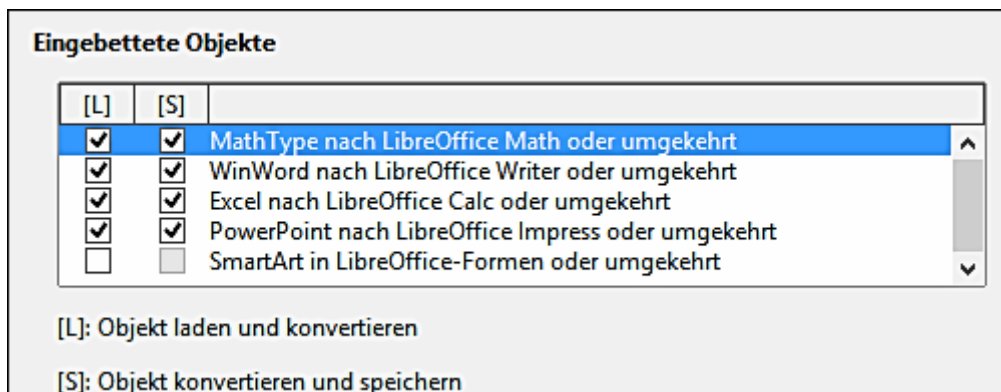 Eingebettete Objekte
[L] [S]
MathType nach LibreOffice Math oder umgekehrt
WinWord nach LibreOffice Writer oder umgekehrt
Excel nach LibreOffice Calc oder umgekehrt
PowerPoint nach LibreOffice Impress oder umgekehrt
SmartArt in LibreOffice-Formen oder umgekehrt
[L]: Objekt laden und konvertieren
[S]: Objekt konvertieren und speichern